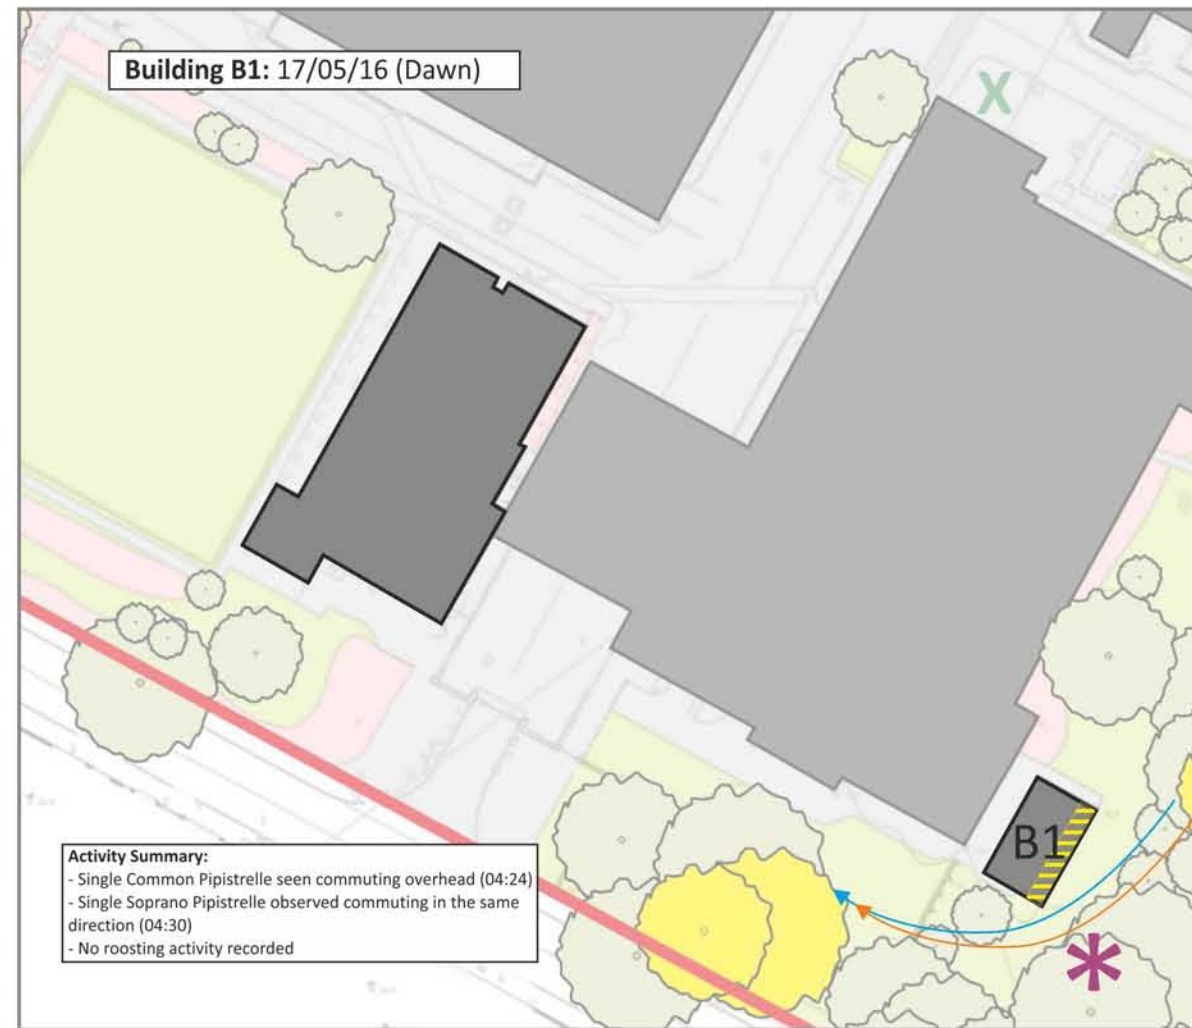 Building B1: 17/05/16 (Dawn)
X
B1
Activity Summary:
- Single Common Pipistrelle seen commuting overhead (04:24)
- Single Soprano Pipistrelle observed commuting in the same
direction (04:30)
- No roosting activity recorded
*